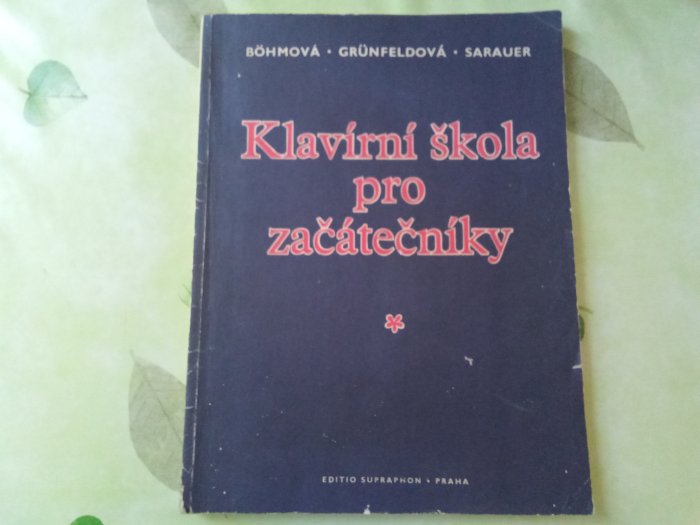 BÖHMOVÁ • GRÜNFELDOVÁ • SARAUER
Klavírní škola
pro
začátečníky
EDITIO SUPRAPHON • PRAHA